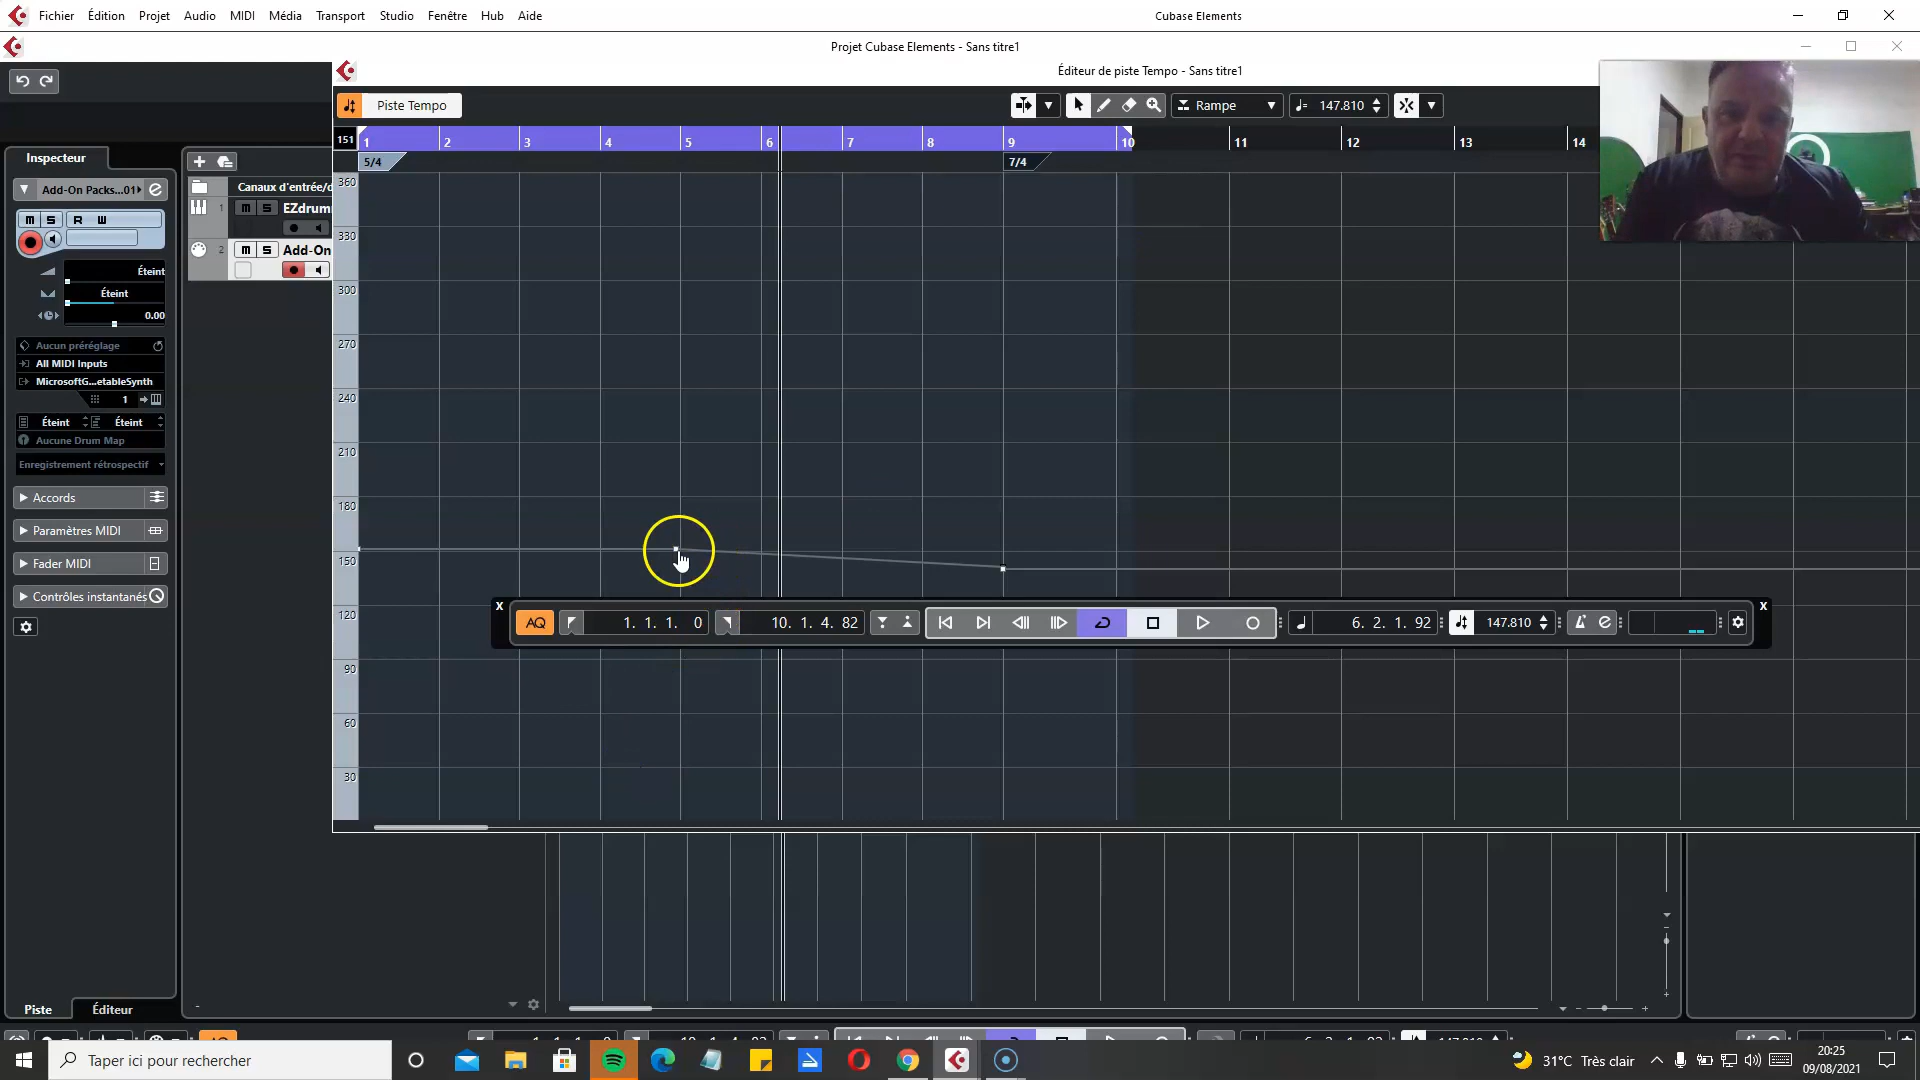 Fichier Édition Projet Audio MIDI Média Transport Studio Fenêtre Hub Aide
Cubase Elements
Projet Cubase Elements - Sans titre1
Éditeur de piste Tempo - Sans titre1
Piste Tempo
Rampe
147.810
151
1 2 3 4 5 6 7 8 9 10 11 12 13 14
5/4
7/4
360
330
300
270
240
210
180
150
120
90
60
30
Inspecteur
Add-On Packs...01
m S R W
Éteint
Éteint
0.00
Aucun préréglage
All MIDI Inputs
MicrosoftG...etableSynth
1
Éteint Éteint
Aucune Drum Map
Enregistrement rétrospectif
Accords
Paramètres MIDI
Fader MIDI
Contrôles instantanés
Canaux d'entrée/
1 m S EZdrum
2 m S Add-On
X
X
AQ 1. 1. 1. 0 10. 1. 4. 82 6. 2. 1. 92 147.810
Piste Éditeur
Taper ici pour rechercher
31°C Très clair
20:25
09/08/2021